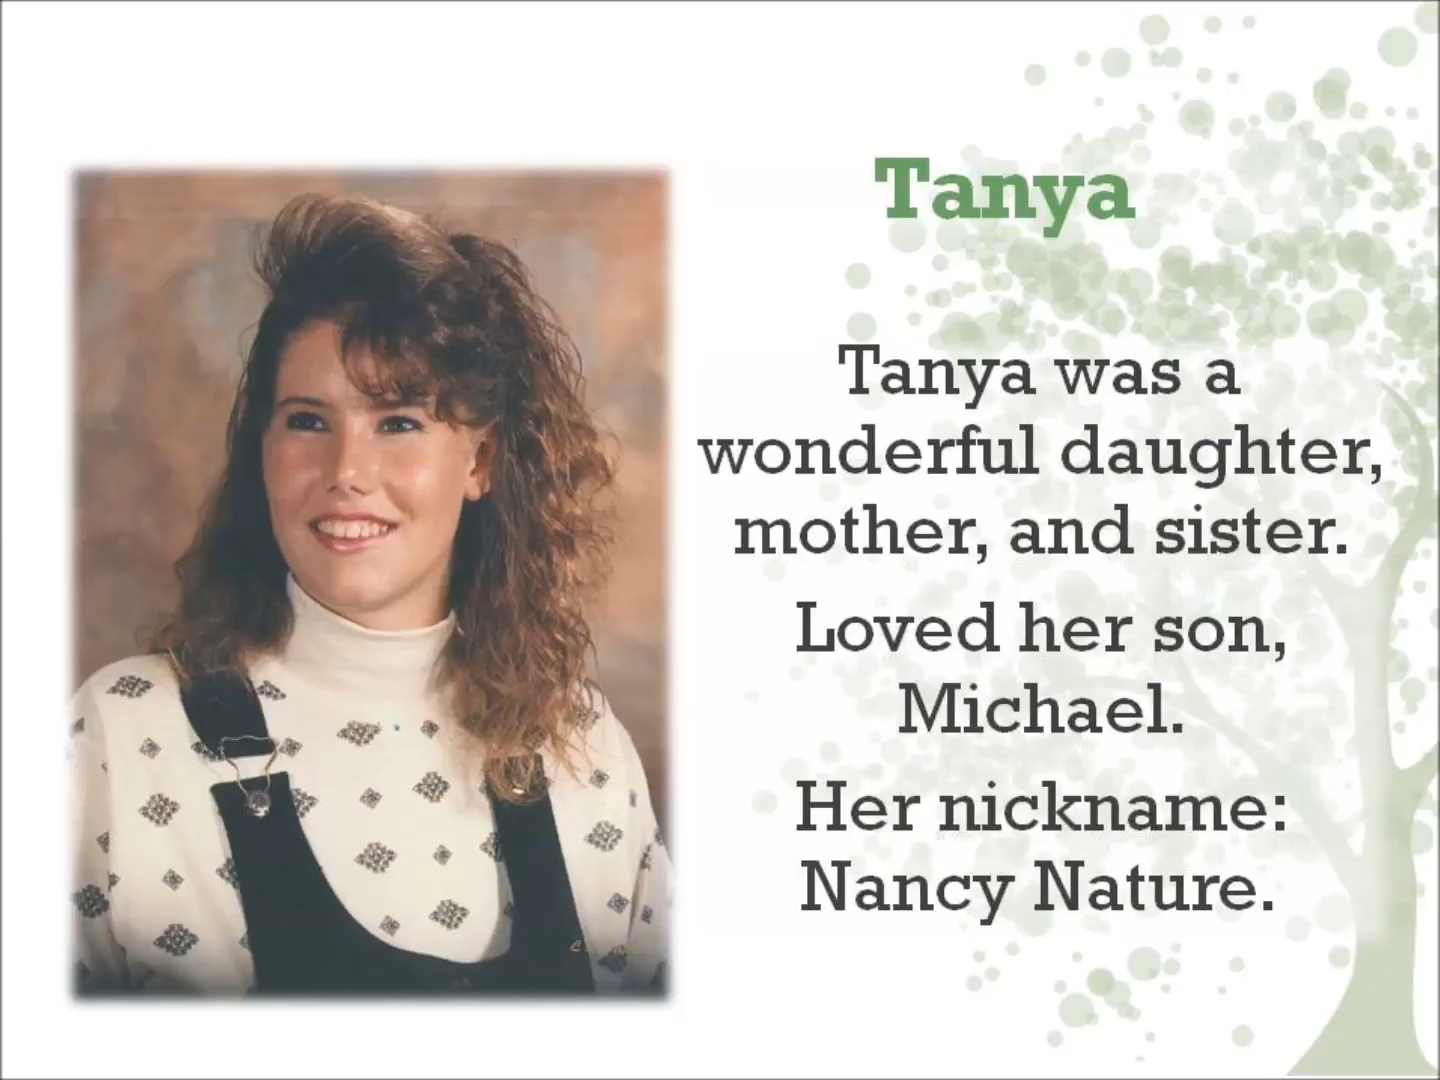 Tanya
Tanya was a
wonderful daughter,
mother, and sister.
Loved her son,
Michael.
Her nickname:
Nancy Nature.